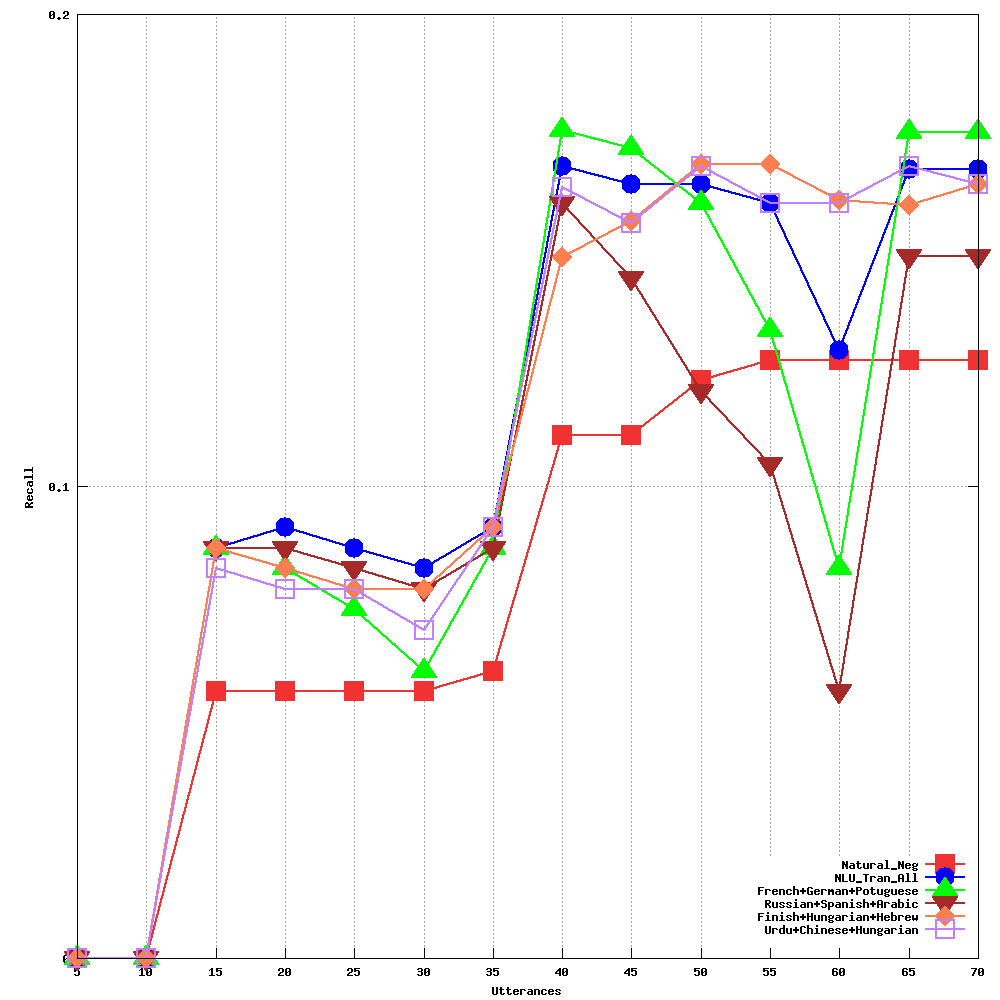 0.2
0.1
0
Recall
5 10 15 20 25 30 35 40 45 50 55 60 65 70
Utterances
Natural_Neg
NLU_Tran_All
French+German+Potuguese
Russian+Spanish+Arabic
Finish+Hungarian+Hebrew
Urdu+Chinese+Hungarian